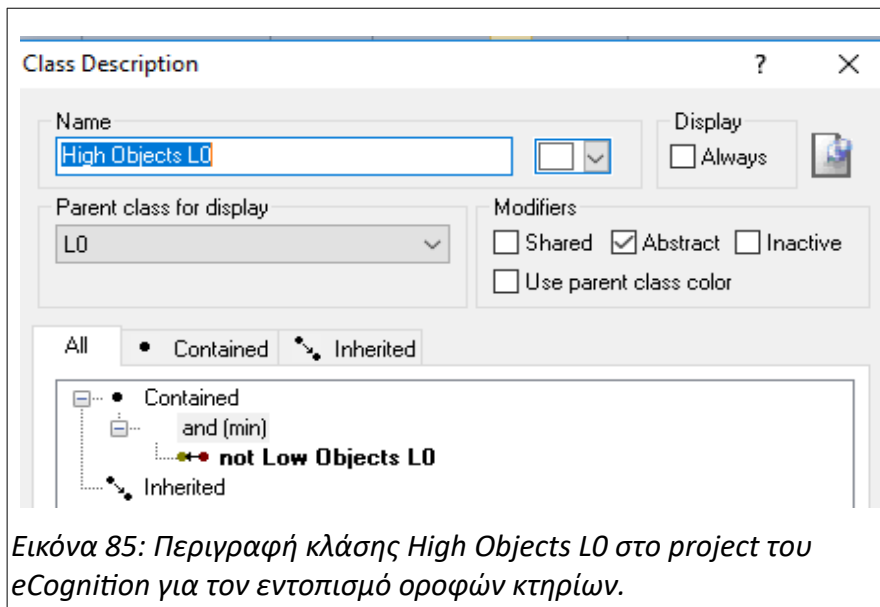 Class Description ? ×
Name
High Objects L0
Display
Always
Parent class for display
L0
Modifiers
Shared Abstract Inactive
Use parent class color
All Contained Inherited
Contained
and (min)
not Low Objects L0
Inherited
Εικόνα 85: Περιγραφή κλάσης High Objects L0 στο project του
eCognition για τον εντοπισμό οροφών κτηρίων.